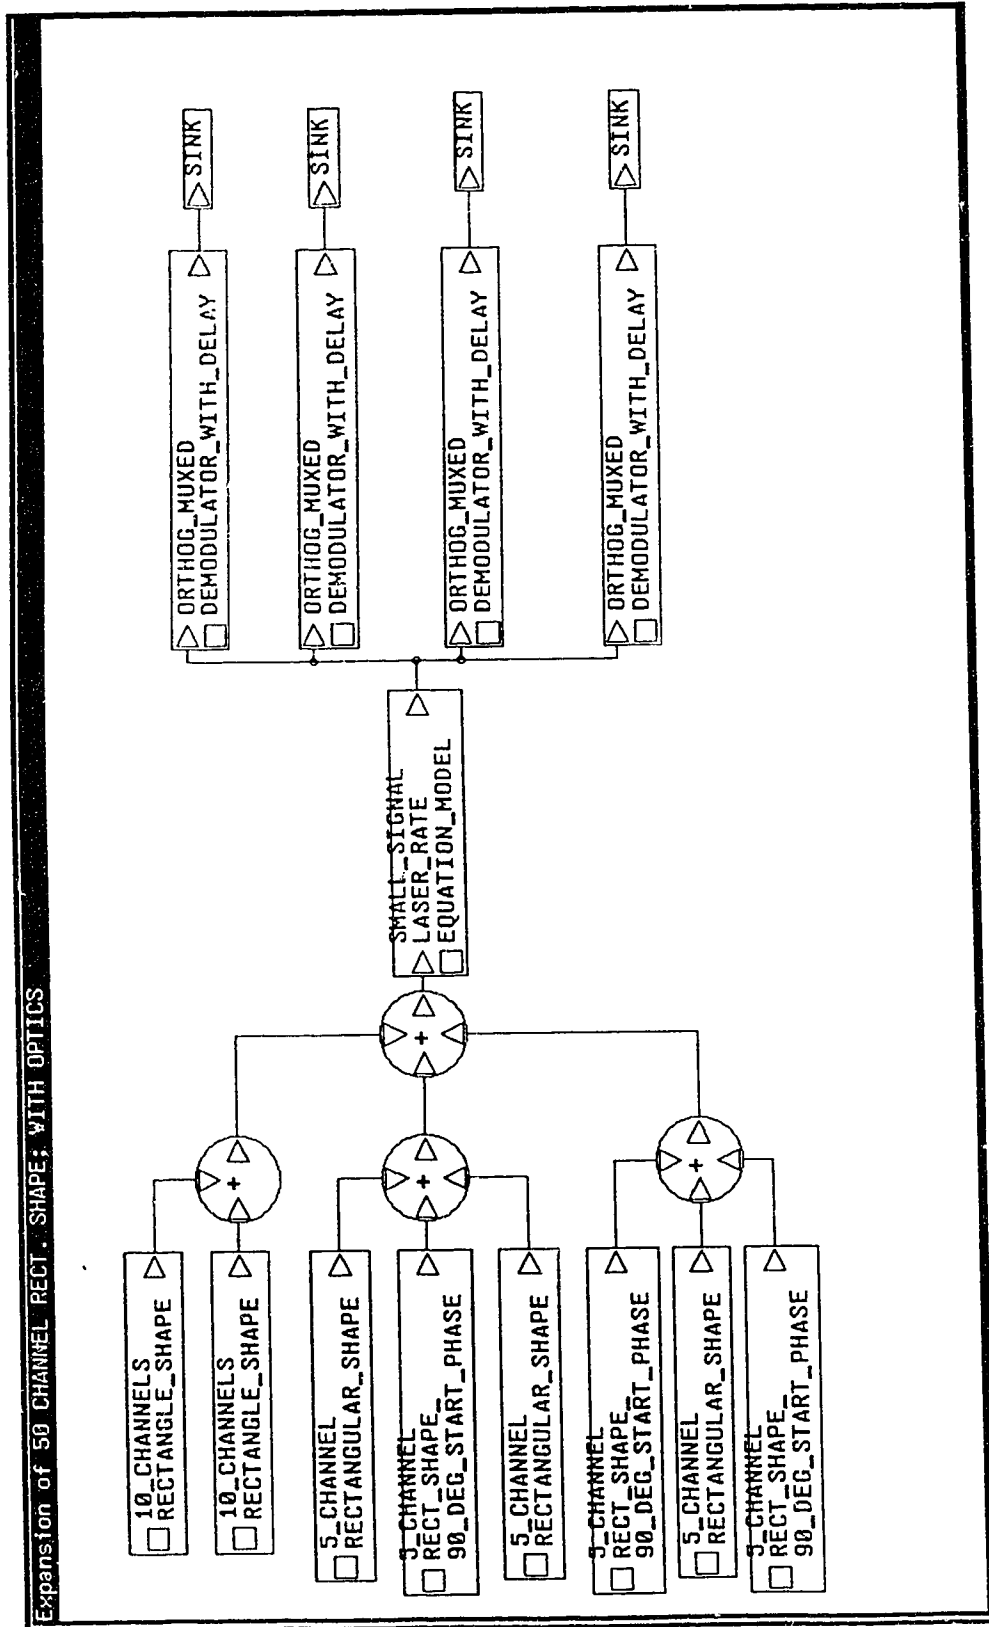 Expansion of 50 CHANNEL RECT. SHAPE; WITH OPTICS
10_CHANNELS
RECTANGLE_SHAPE
10_CHANNELS
RECTANGLE_SHAPE
5_CHANNEL
RECTANGULAR_SHAPE
5_CHANNEL
RECT_SHAPE_
90_DEG_START_PHASE
5_CHANNEL
RECTANGULAR_SHAPE
5_CHANNEL
RECT_SHAPE_
90_DEG_START_PHASE
5_CHANNEL
RECTANGULAR_SHAPE
5_CHANNEL
RECT_SHAPE_
90_DEG_START_PHASE
+
+
+
+
SMALL_SIGNAL
LASER_RATE
EQUATION_MODEL
ORTHOG_MUXED
DEMODULATOR_WITH_DELAY
SINK
ORTHOG_MUXED
DEMODULATOR_WITH_DELAY
SINK
ORTHOG_MUXED
DEMODULATOR_WITH_DELAY
SINK
ORTHOG_MUXED
DEMODULATOR_WITH_DELAY
SINK